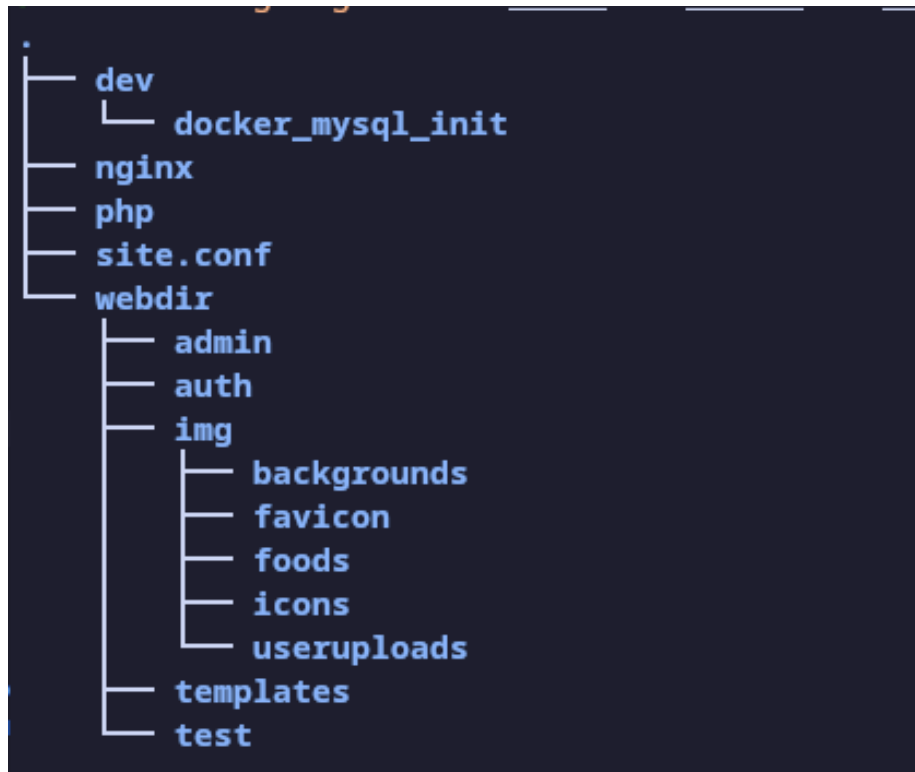 .
├── dev
│   └── docker_mysql_init
├── nginx
├── php
├── site.conf
└── webdir
    ├── admin
    ├── auth
    ├── img
    │   ├── backgrounds
    │   ├── favicon
    │   ├── foods
    │   ├── icons
    │   └── useruploads
    ├── templates
    └── test